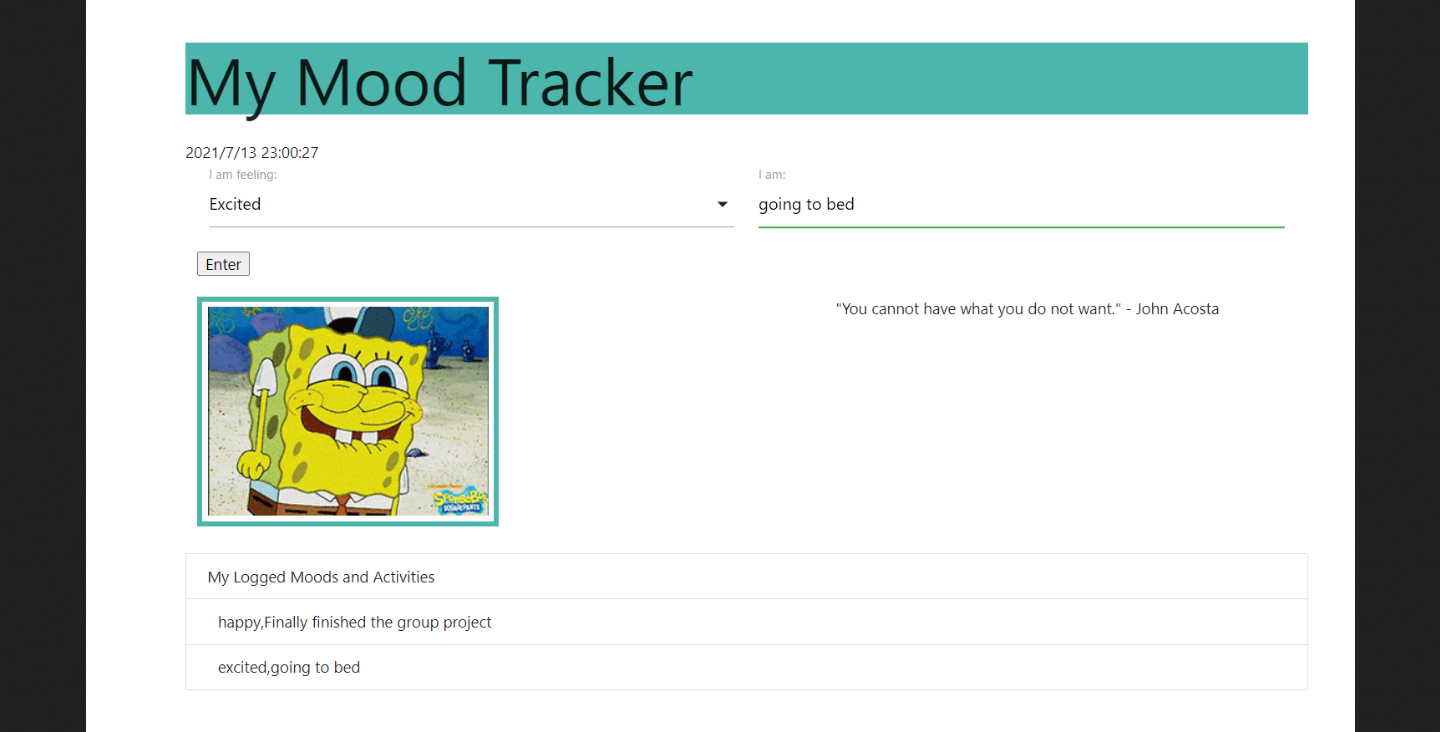 My Mood Tracker
2021/7/13 23:00:27
I am feeling:
I am:
Excited
going to bed
Enter
"You cannot have what you do not want." - John Acosta
SpongeBob
SQUAREPANTS
My Logged Moods and Activities
happy,Finally finished the group project
excited,going to bed